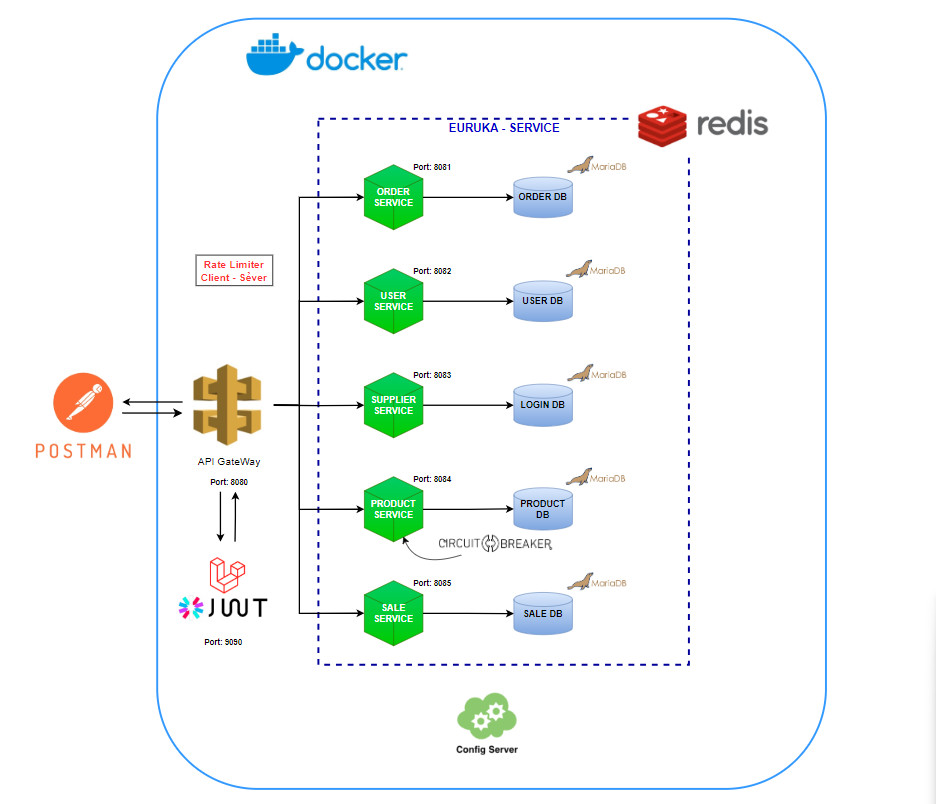 docker
redis
EURUKA - SERVICE
Port: 8081
MariaDB
ORDER
SERVICE
ORDER DB
Rate Limiter
Client - Sêver
Port: 8082
MariaDB
USER
SERVICE
USER DB
Port: 8083
MariaDB
SUPPLIER
SERVICE
LOGIN DB
POSTMAN
API GateWay
Port: 8080
Port: 8084
MariaDB
PRODUCT
SERVICE
PRODUCT
DB
CIRCUIT BREAKER
JWT
Port: 9090
Port: 8085
MariaDB
SALE
SERVICE
SALE DB
Config Server